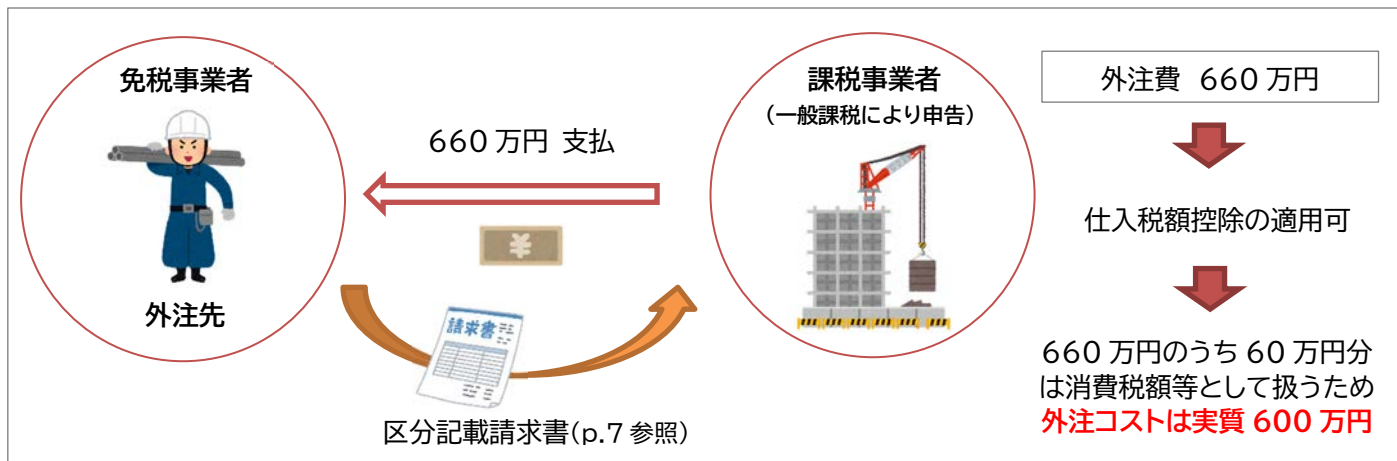 免税事業者
外注先
660 万円 支払
¥
請求書
区分記載請求書(p.7 参照)
課税事業者
(一般課税により申告)
外注費 660 万円
仕入税額控除の適用可
660 万円のうち 60 万円分
は消費税額等として扱うため
外注コストは実質 600 万円